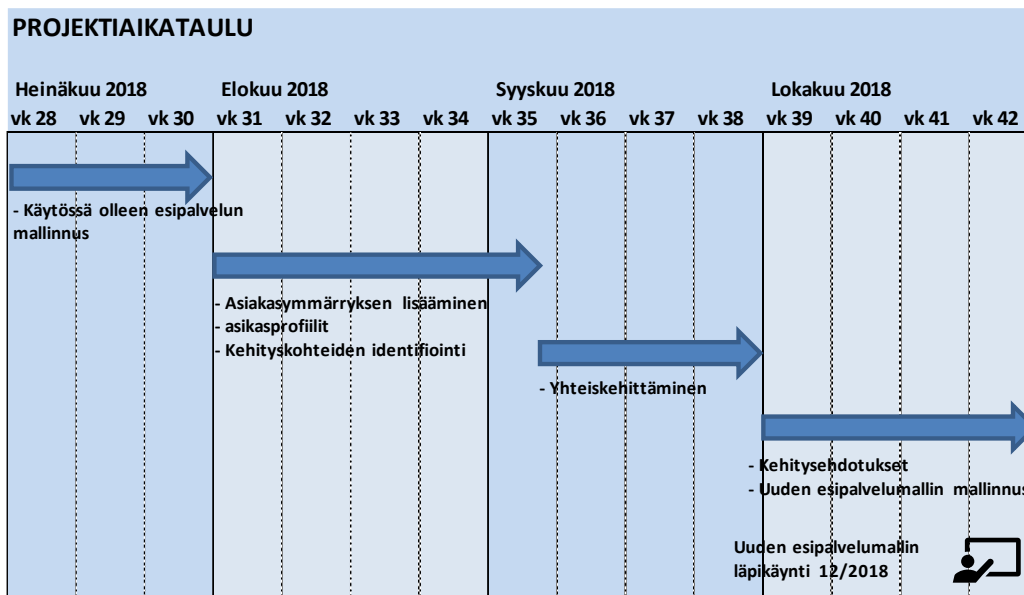 PROJEKTIAIKATAULU
Heinäkuu 2018 Elokuu 2018 Syyskuu 2018 Lokakuu 2018
vk 28 vk 29 vk 30 vk 31 vk 32 vk 33 vk 34 vk 35 vk 36 vk 37 vk 38 vk 39 vk 40 vk 41 vk 42
- Käytössä olleen esipalvelun
mallinnus
- Asiakasymmärryksen lisääminen
- asikasprofiilit
- Kehityskohteiden identifiointi
- Yhteiskehittäminen
- Kehitysehdotukset
- Uuden esipalvelumallin mallinnus
Uuden esipalvelumallin
läpikäynti 12/2018